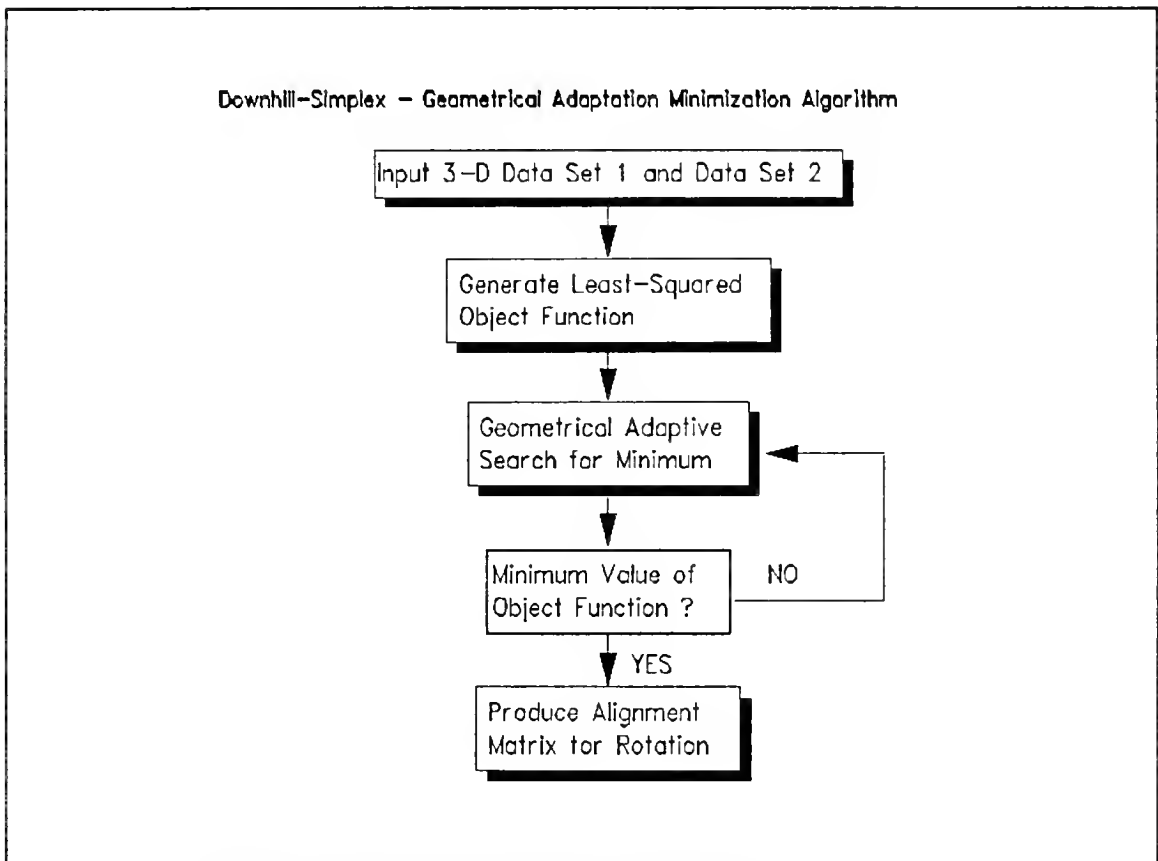 Downhill-Simplex - Geometrical Adaptation Minimization Algorithm
Input 3-D Data Set 1 and Data Set 2
Generate Least-Squared
Object Function
Geometrical Adaptive
Search for Minimum
Minimum Value of
Object Function ?
NO
YES
Produce Alignment
Matrix for Rotation